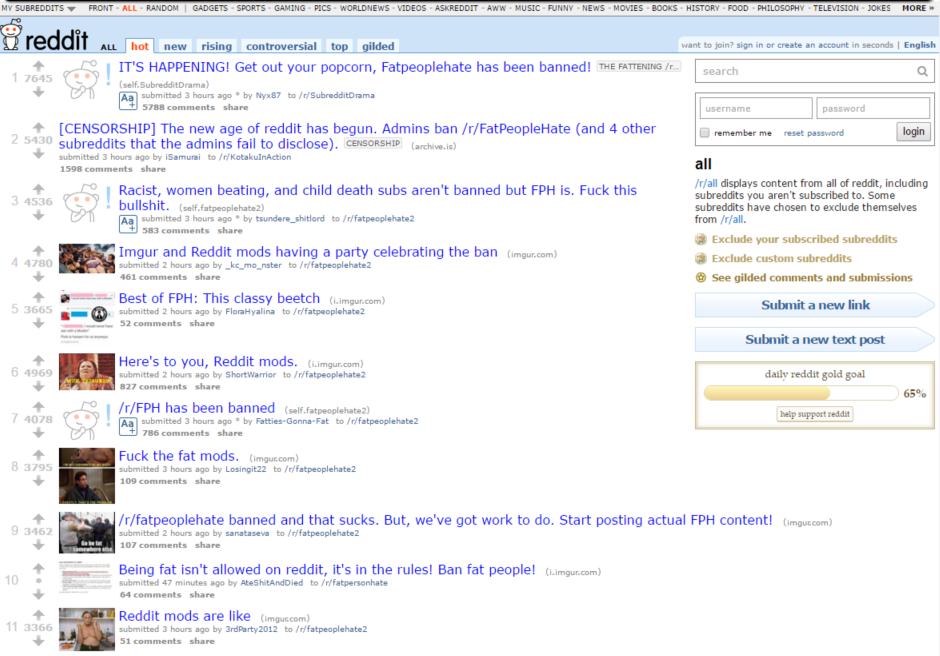 MY SUBREDDITS FRONT - ALL - RANDOM | GADGETS - SPORTS - GAMING - PICS - WORLDNEWS - VIDEOS - ASKREDDIT - AWW - MUSIC - FUNNY - NEWS - MOVIES - BOOKS - HISTORY - FOOD - PHILOSOPHY - TELEVISION - JOKES MORE »
reddit ALL hot new rising controversial top gilded
want to join? sign in or create an account in seconds | English
1 7645 IT'S HAPPENING! Get out your popcorn, Fatpeoplehate has been banned! THE FATTENING /r...
(self.SubredditDrama)
Aa+ submitted 3 hours ago * by Nyx87 to /r/SubredditDrama
5788 comments share
2 5430 [CENSORSHIP] The new age of reddit has begun. Admins ban /r/FatPeopleHate (and 4 other
subreddits that the admins fail to disclose). CENSORSHIP (archive.is)
submitted 3 hours ago by iSamurai to /r/KotakuInAction
1598 comments share
3 4536 Racist, women beating, and child death subs aren't banned but FPH is. Fuck this
bullshit. (self.fatpeoplehate2)
Aa+ submitted 3 hours ago * by tsundere_shitlord to /r/fatpeoplehate2
583 comments share
4 4780 Imgur and Reddit mods having a party celebrating the ban (imgur.com)
submitted 2 hours ago by _kc_mo_nster to /r/fatpeoplehate2
461 comments share
5 3665 Best of FPH: This classy beetch (i.imgur.com)
submitted 2 hours ago by FloraHyalina to /r/fatpeoplehate2
52 comments share
6 4969 Here's to you, Reddit mods. (i.imgur.com)
submitted 2 hours ago by ShortWarrior to /r/fatpeoplehate2
827 comments share
7 4078 /r/FPH has been banned (self.fatpeoplehate2)
Aa+ submitted 3 hours ago * by Fatties-Gonna-Fat to /r/fatpeoplehate2
786 comments share
8 3795 Fuck the fat mods. (imgur.com)
submitted 3 hours ago by Losingit22 to /r/fatpeoplehate2
109 comments share
9 3462 /r/fatpeoplehate banned and that sucks. But, we've got work to do. Start posting actual FPH content! (imgur.com)
submitted 2 hours ago by sanataseva to /r/fatpeoplehate2
107 comments share
10 • Being fat isn't allowed on reddit, it's in the rules! Ban fat people! (i.imgur.com)
submitted 47 minutes ago by AteShitAndDied to /r/fatpersonhate
64 comments share
11 3366 Reddit mods are like (imgur.com)
submitted 3 hours ago by 3rdParty2012 to /r/fatpeoplehate2
51 comments share
search
username password
remember me reset password login
all
/r/all displays content from all of reddit, including
subreddits you aren't subscribed to. Some
subreddits have chosen to exclude themselves
from /r/all.
Exclude your subscribed subreddits
Exclude custom subreddits
See gilded comments and submissions
Submit a new link
Submit a new text post
daily reddit gold goal
65%
help support reddit